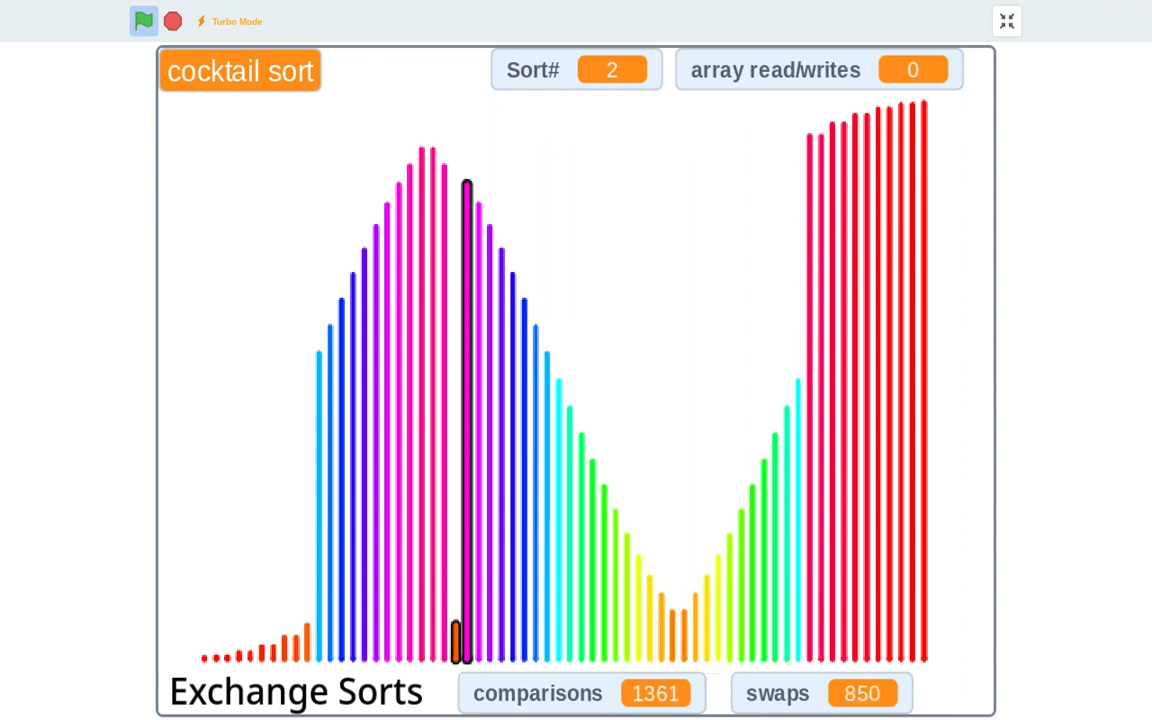 Turbo Mode
cocktail sort
Sort# 2
array read/writes 0
Exchange Sorts
comparisons 1361
swaps 850